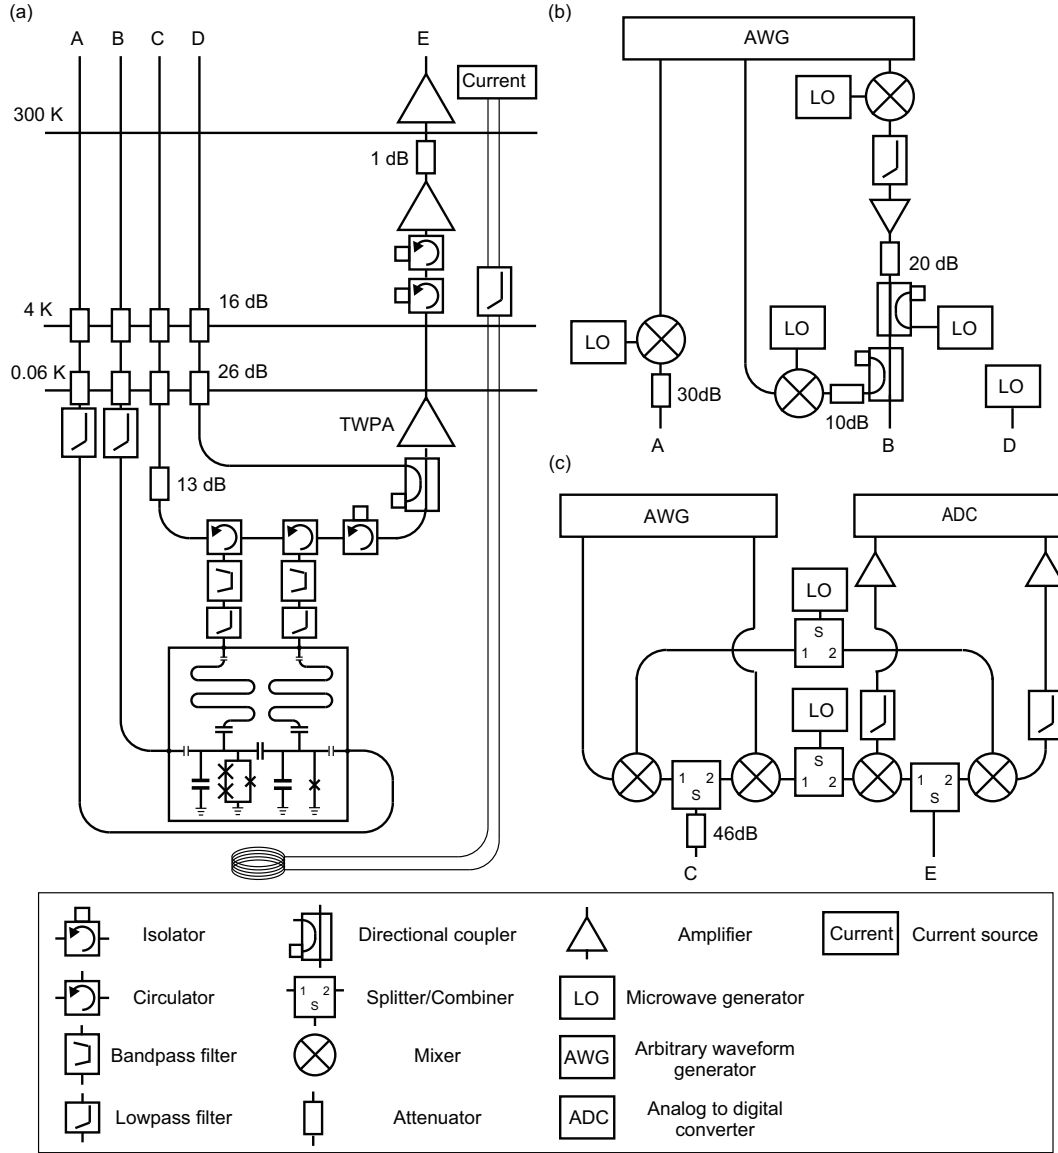 (a)
A B C D E
Current
300 K
1 dB
4 K
16 dB
0.06 K
26 dB
TWPA
13 dB
(b)
AWG
LO
20 dB
LO
LO
LO
LO
30dB
10dB
A
B
D
(c)
AWG
ADC
LO
S
1 2
LO
S
1 2
1 2
S
1 2
S
46dB
C
E
Isolator
Directional coupler
Amplifier
Current
Current source
Circulator
1 2
S
Splitter/Combiner
LO
Microwave generator
Bandpass filter
Mixer
AWG
Arbitrary waveform
generator
Lowpass filter
Attenuator
ADC
Analog to digital
converter